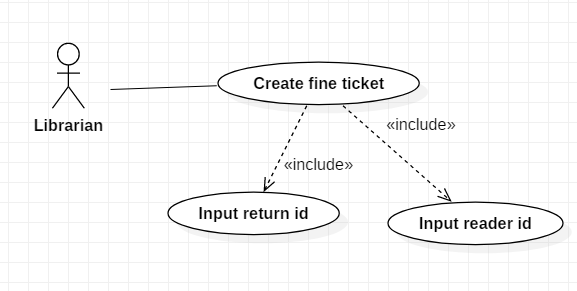 Create fine ticket
Librarian
«include»
«include»
Input return id
Input reader id